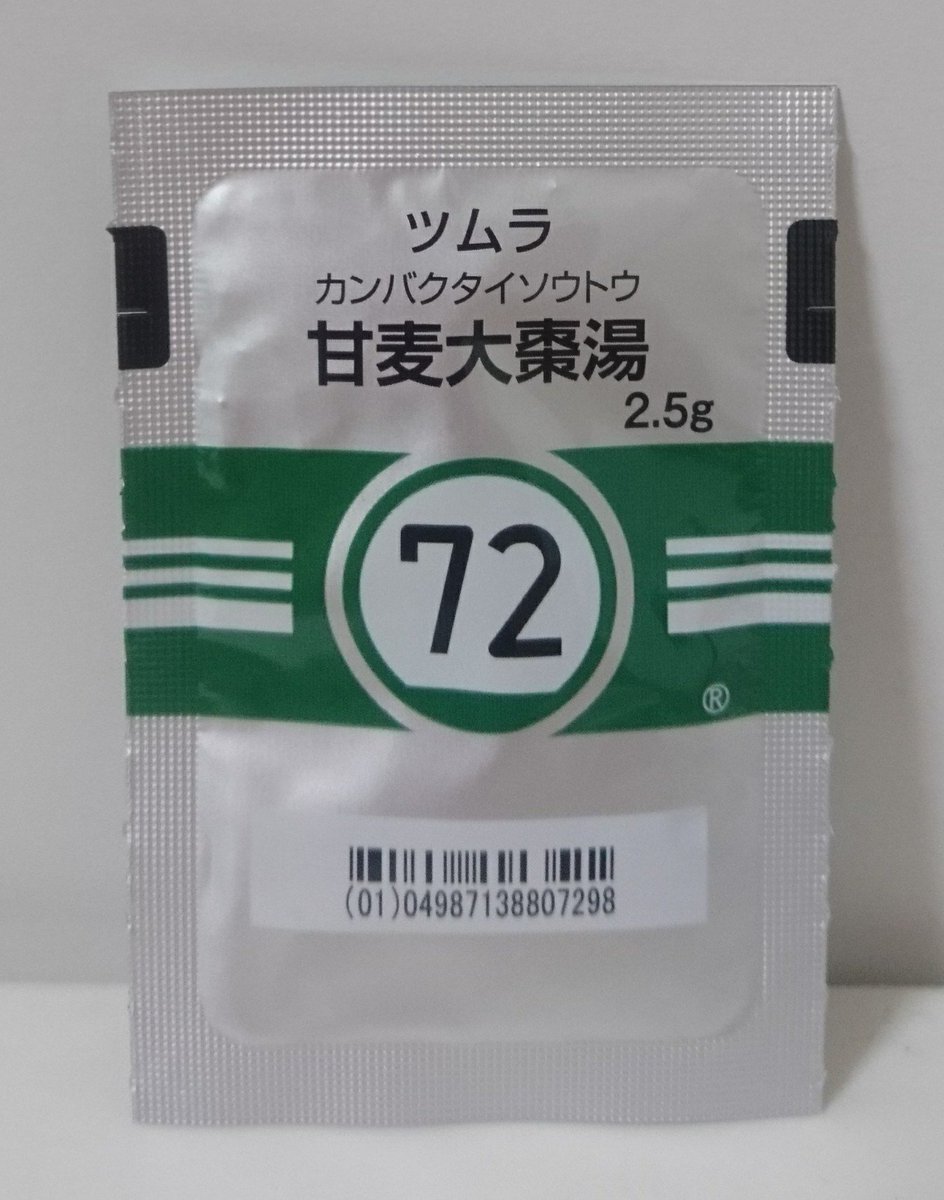 ツムラ
カンバクタイソウトウ
甘麦大棗湯
2.5g
72
®
(01)04987138807298